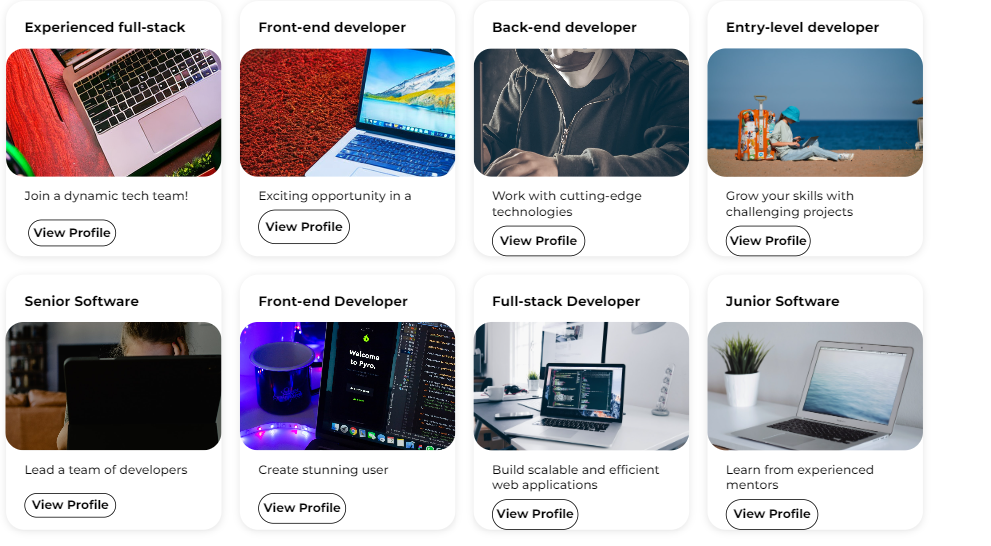 Experienced full-stack
Front-end developer
Back-end developer
Entry-level developer
Join a dynamic tech team!
Exciting opportunity in a
Work with cutting-edge
technologies
Grow your skills with
challenging projects
View Profile
View Profile
View Profile
View Profile
Senior Software
Front-end Developer
Full-stack Developer
Junior Software
Welcome
to Pyro.
Lead a team of developers
Create stunning user
Build scalable and efficient
web applications
Learn from experienced
mentors
View Profile
View Profile
View Profile
View Profile